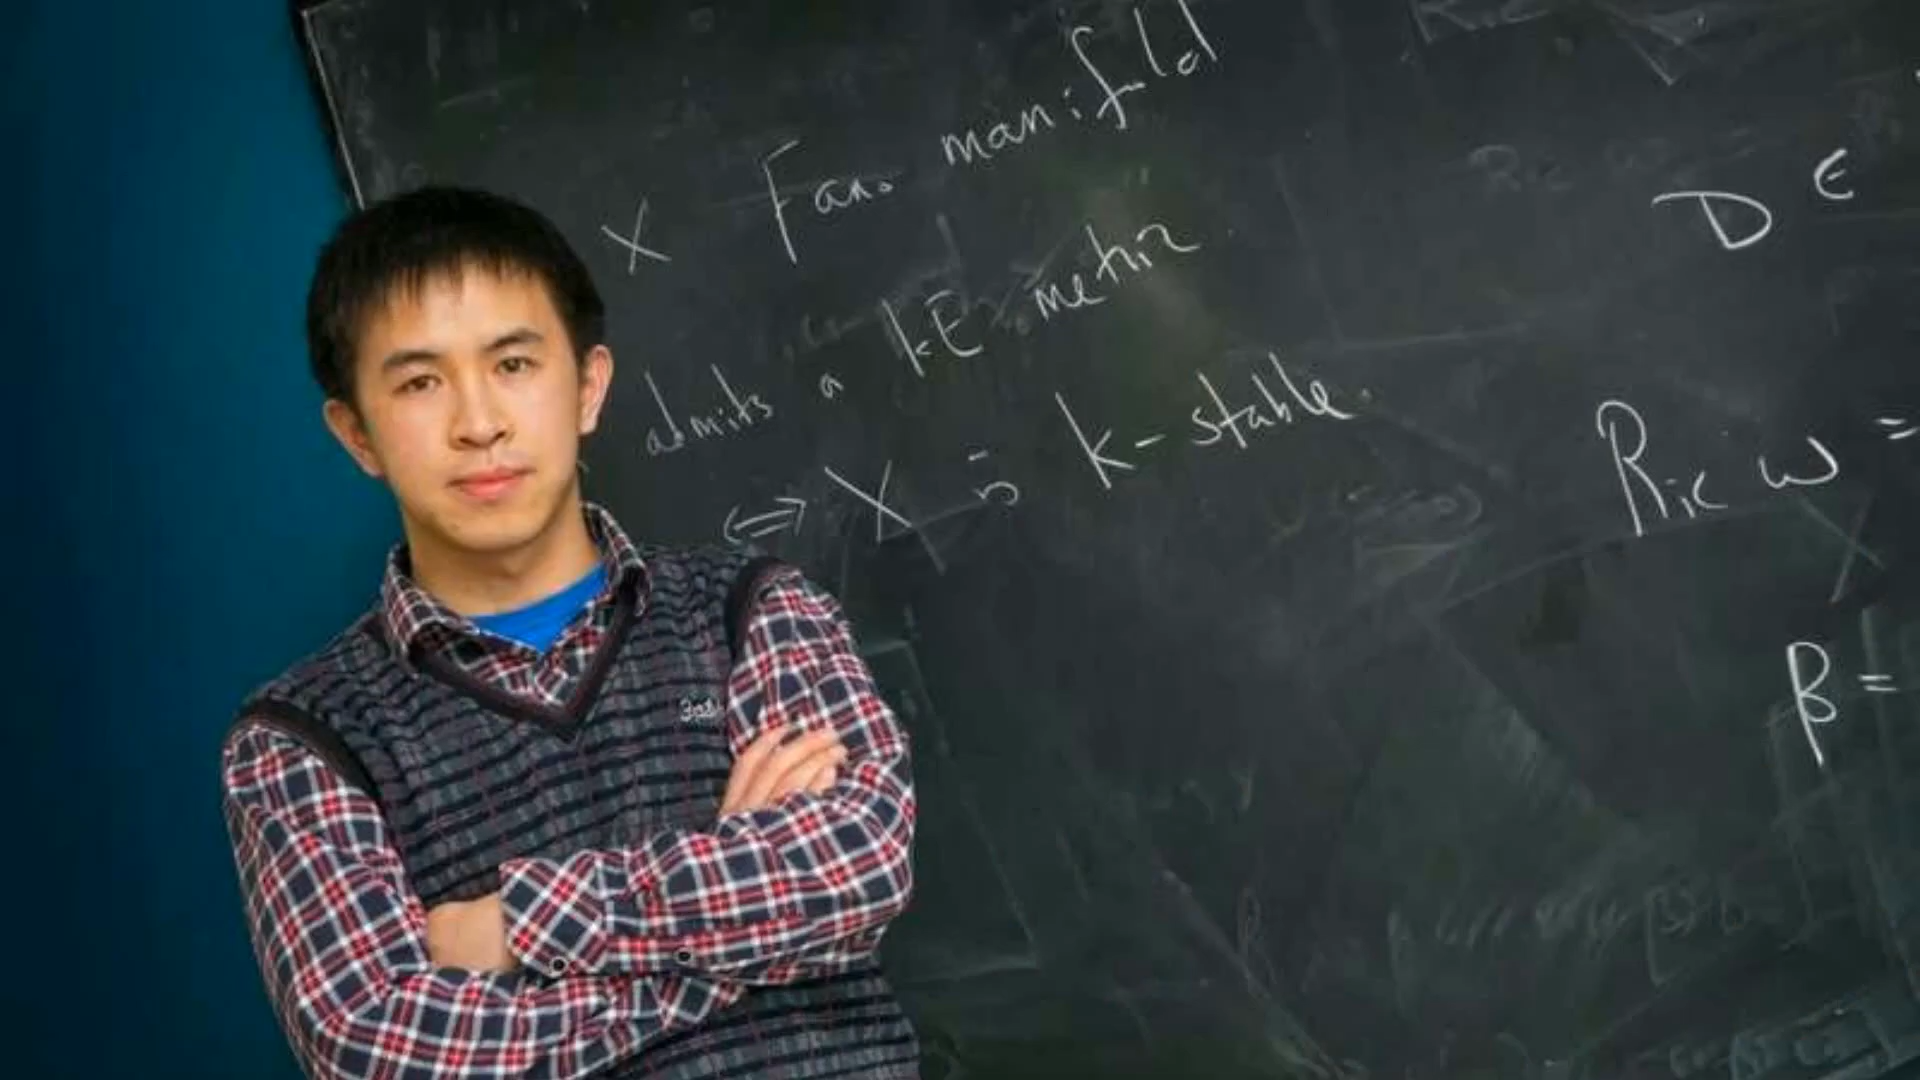 X Fano manifold
admits a KE metric
⇔ X is K-stable.
D ∈
Ric ω =
β =